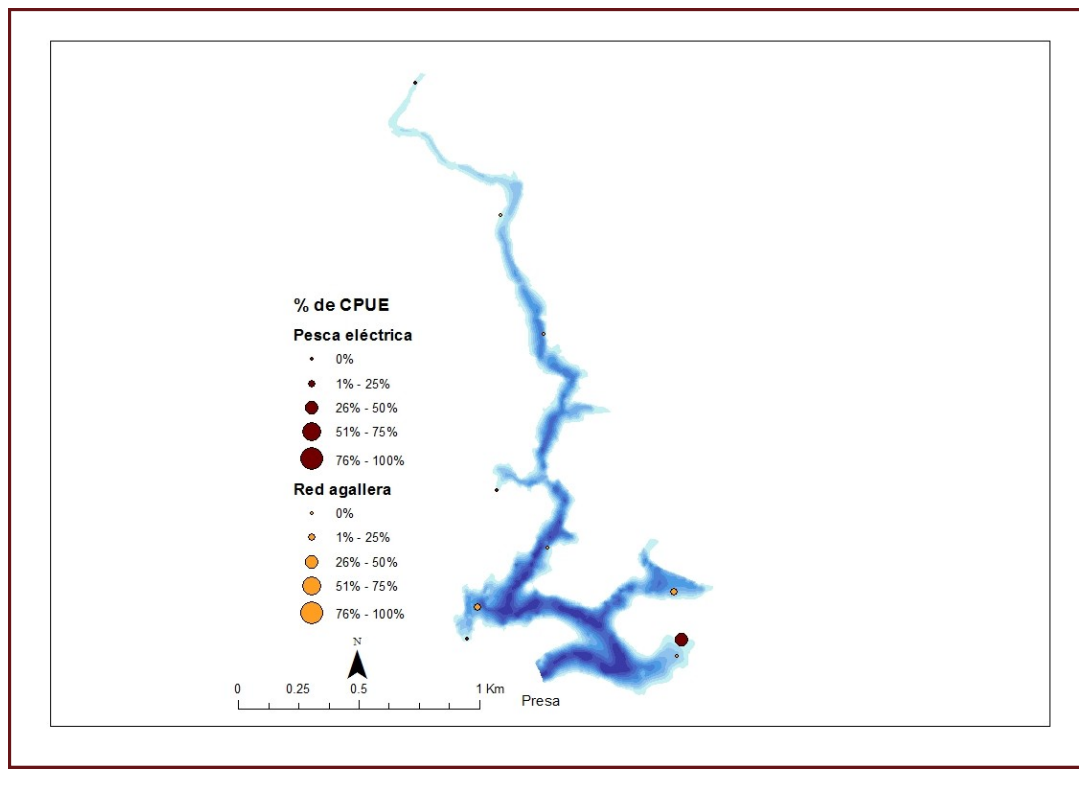 % de CPUE
Pesca eléctrica
0%
1% - 25%
26% - 50%
51% - 75%
76% - 100%
Red agallera
0%
1% - 25%
26% - 50%
51% - 75%
76% - 100%
N
0 0.25 0.5 1 Km
Presa